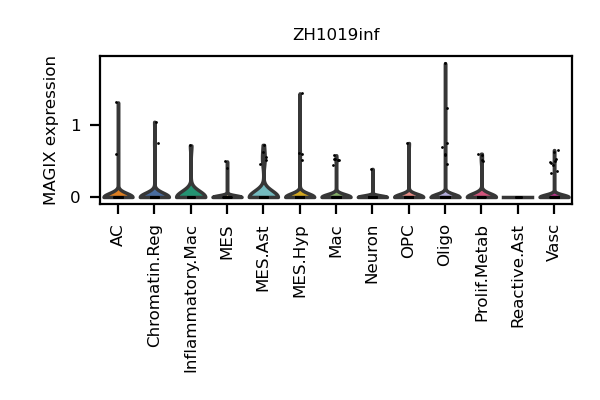 ZH1019inf
MAGIX expression
1
0
AC
Chromatin.Reg
Inflammatory.Mac
MES
MES.Ast
MES.Hyp
Mac
Neuron
OPC
Oligo
Prolif.Metab
Reactive.Ast
Vasc